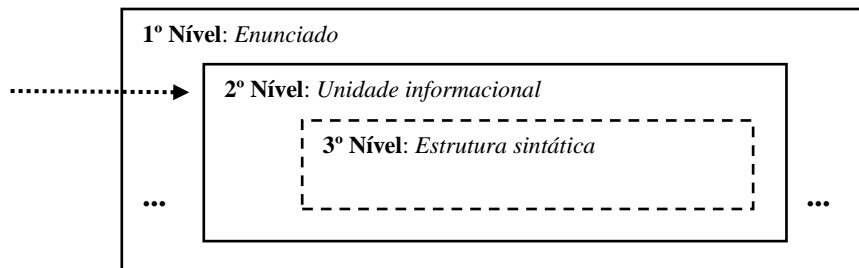 1º Nível: Enunciado
2º Nível: Unidade informacional
3º Nível: Estrutura sintática
... ...